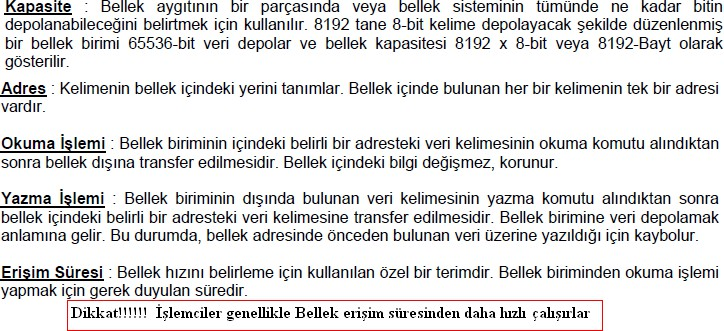 Kapasite : Bellek aygıtının bir parçasında veya bellek sisteminin tümünde ne kadar bitin
depolanabileceğini belirtmek için kullanılır. 8192 tane 8-bit kelime depolayacak şekilde düzenlenmiş
bir bellek birimi 65536-bit veri depolar ve bellek kapasitesi 8192 x 8-bit veya 8192-Bayt olarak
gösterilir.
Adres : Kelimenin bellek içindeki yerini tanımlar. Bellek içinde bulunan her bir kelimenin tek bir adresi
vardır.
Okuma İşlemi : Bellek biriminin içindeki belirli bir adresteki veri kelimesinin okuma komutu alındıktan
sonra bellek dışına transfer edilmesidir. Bellek içindeki bilgi değişmez, korunur.
Yazma İşlemi : Bellek biriminin dışında bulunan veri kelimesinin yazma komutu alındıktan sonra
bellek içindeki belirli bir adresteki veri kelimesine transfer edilmesidir. Bellek birimine veri depolamak
anlamına gelir. Bu durumda, bellek adresinde önceden bulunan veri üzerine yazıldığı için kaybolur.
Erişim Süresi : Bellek hızını belirleme için kullanılan özel bir terimdir. Bellek biriminden okuma işlemi
yapmak için gerek duyulan süredir.
Dikkat!!!!!! İşlemciler genellikle Bellek erişim süresinden daha hızlı çalışırlar